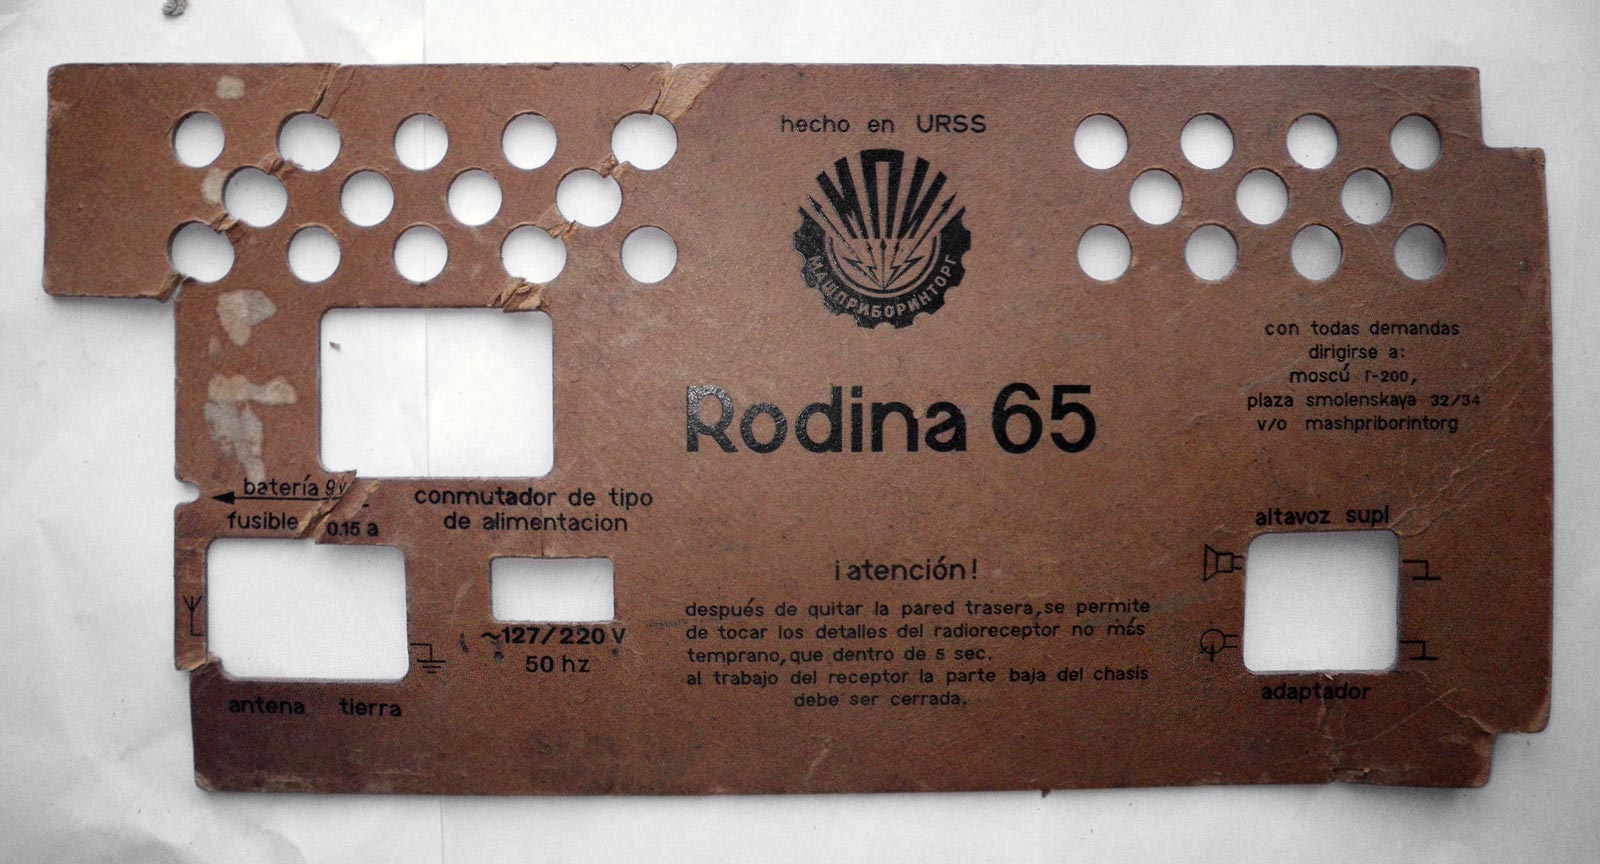 hecho en URSS
МПИ
МАШПРИБОРИНТОРГ
con todas demandas
dirigirse a:
moscú г-200,
plaza smolenskaya 32/34
v/o mashpriborintorg
Rodina 65
batería 9v
fusible 0.15 a
conmutador de tipo
de alimentacion
~127/220 V
50 hz
antena tierra
¡atención!
después de quitar la pared trasera, se permite
de tocar los detalles del radioreceptor no más
temprano, que dentro de 5 sec.
al trabajo del receptor la parte baja del chasis
debe ser cerrada.
altavoz supl
adaptador